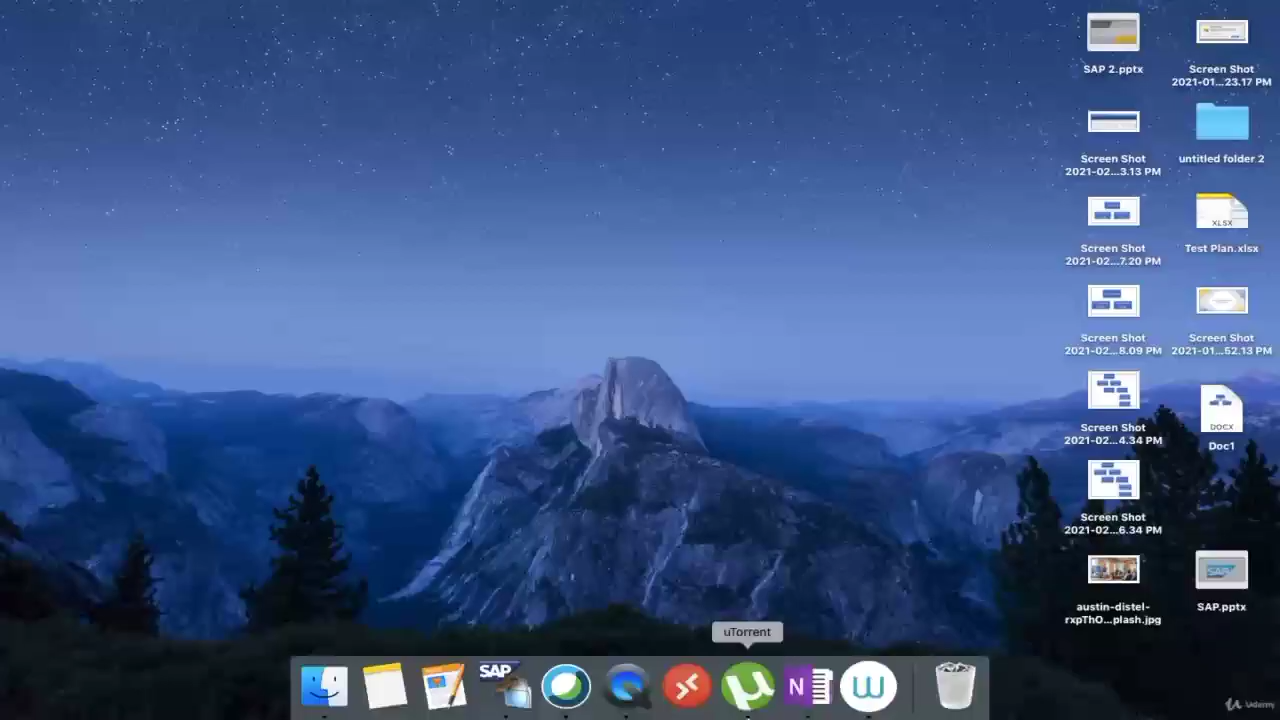 SAP 2.pptx
Screen Shot
2021-01...23.17 PM
Screen Shot
2021-02...3.13 PM
untitled folder 2
Screen Shot
2021-02...7.20 PM
XLSX
Test Plan.xlsx
Screen Shot
2021-02...8.09 PM
Screen Shot
2021-01...52.13 PM
Screen Shot
2021-02...4.34 PM
DOCX
Doc1
Screen Shot
2021-02...6.34 PM
austin-distel-
rxpThO...plash.jpg
SAP
SAP.pptx
uTorrent
SAP
N
Udemy